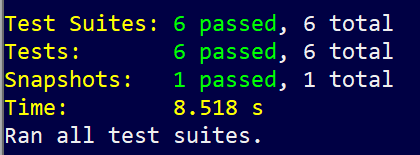 Test Suites: 6 passed, 6 total
Tests:       6 passed, 6 total
Snapshots:   1 passed, 1 total
Time:        8.518 s
Ran all test suites.